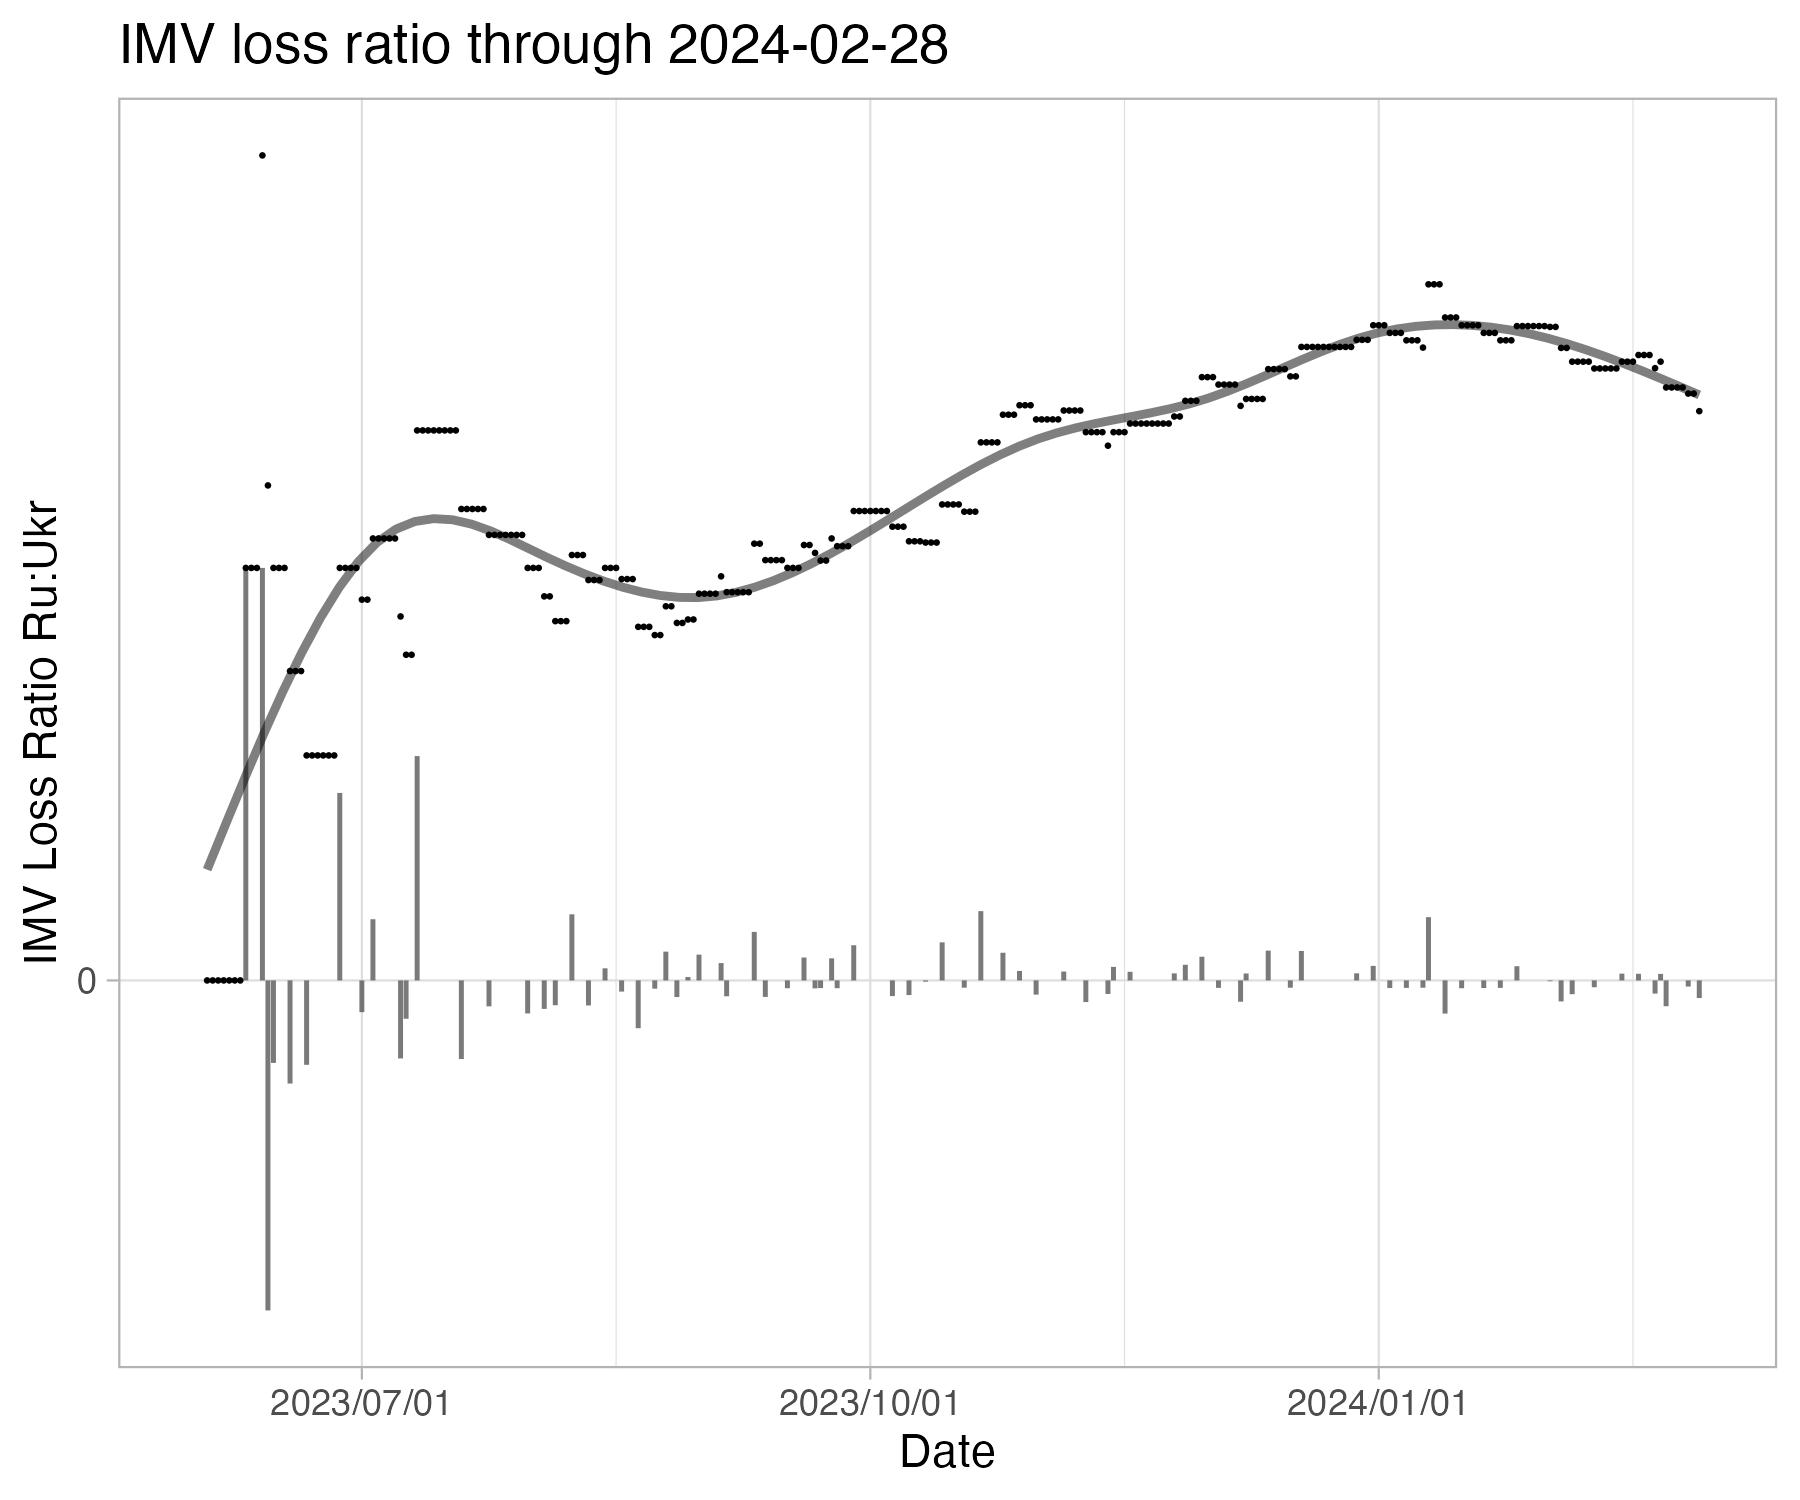 IMV loss ratio through 2024-02-28
IMV Loss Ratio Ru:Ukr
0
2023/07/01
2023/10/01
2024/01/01
Date